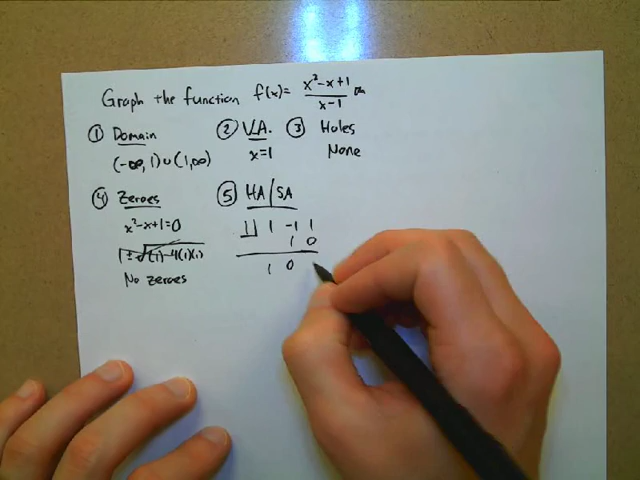 Graph the function f(x)= x²-x+1
x-1
① Domain
(-∞,1)∪(1,∞)
② V.A.
x=1
③ Holes
None
④ Zeroes
x²-x+1=0
No zeroes
⑤ HA/SA
1 1 -1 1
1 0
1 0